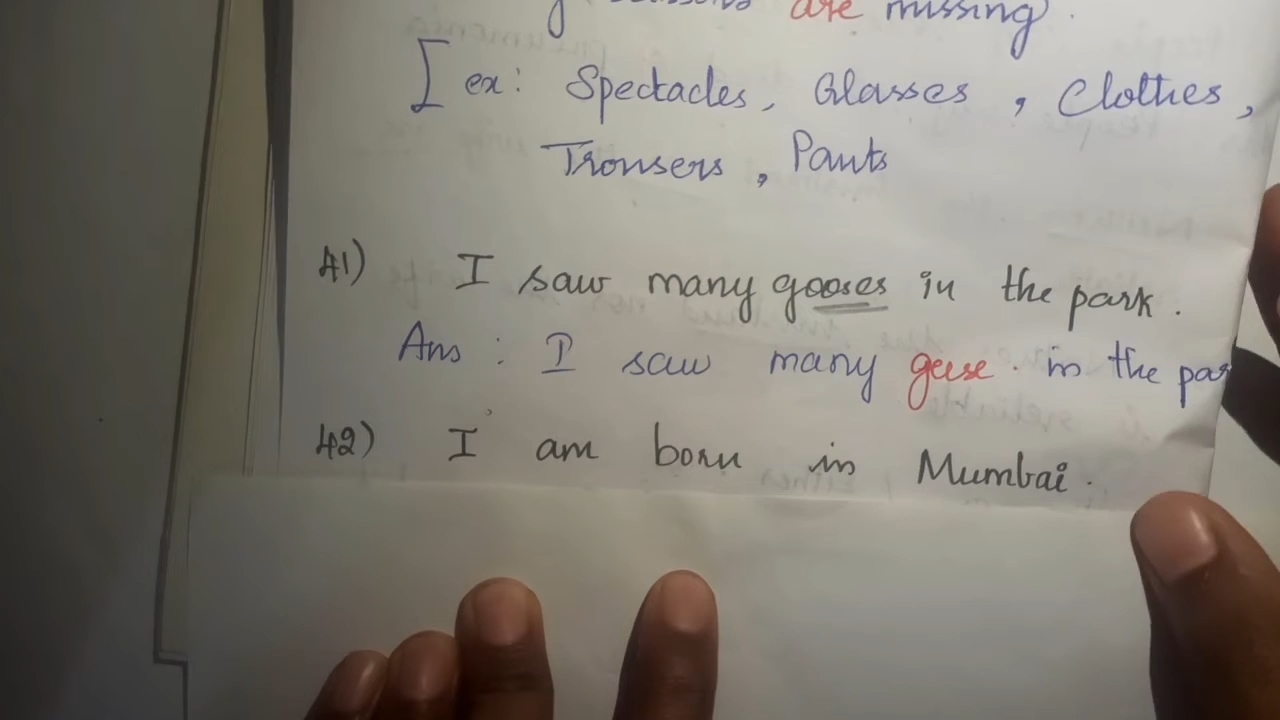 are missing.
[ex: Spectacles, Glasses, Clothes,
Trousers, Pants
41) I saw many gooses in the park.
Ans: I saw many geese. in the par
42) I am born in Mumbai.